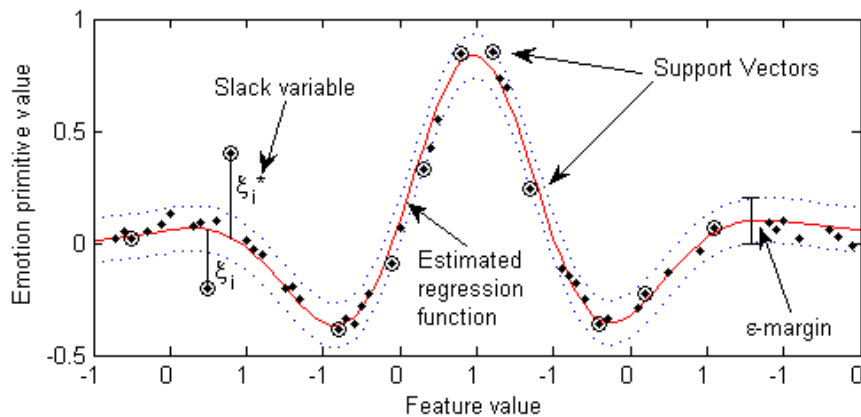 1
Slack variable
Support Vectors
0.5
Emotion primitive value
ξi*
0
ξi
Estimated
regression
function
ε-margin
-0.5
-1 0 1 -1 0 1 -1 0 1 -1 0
Feature value